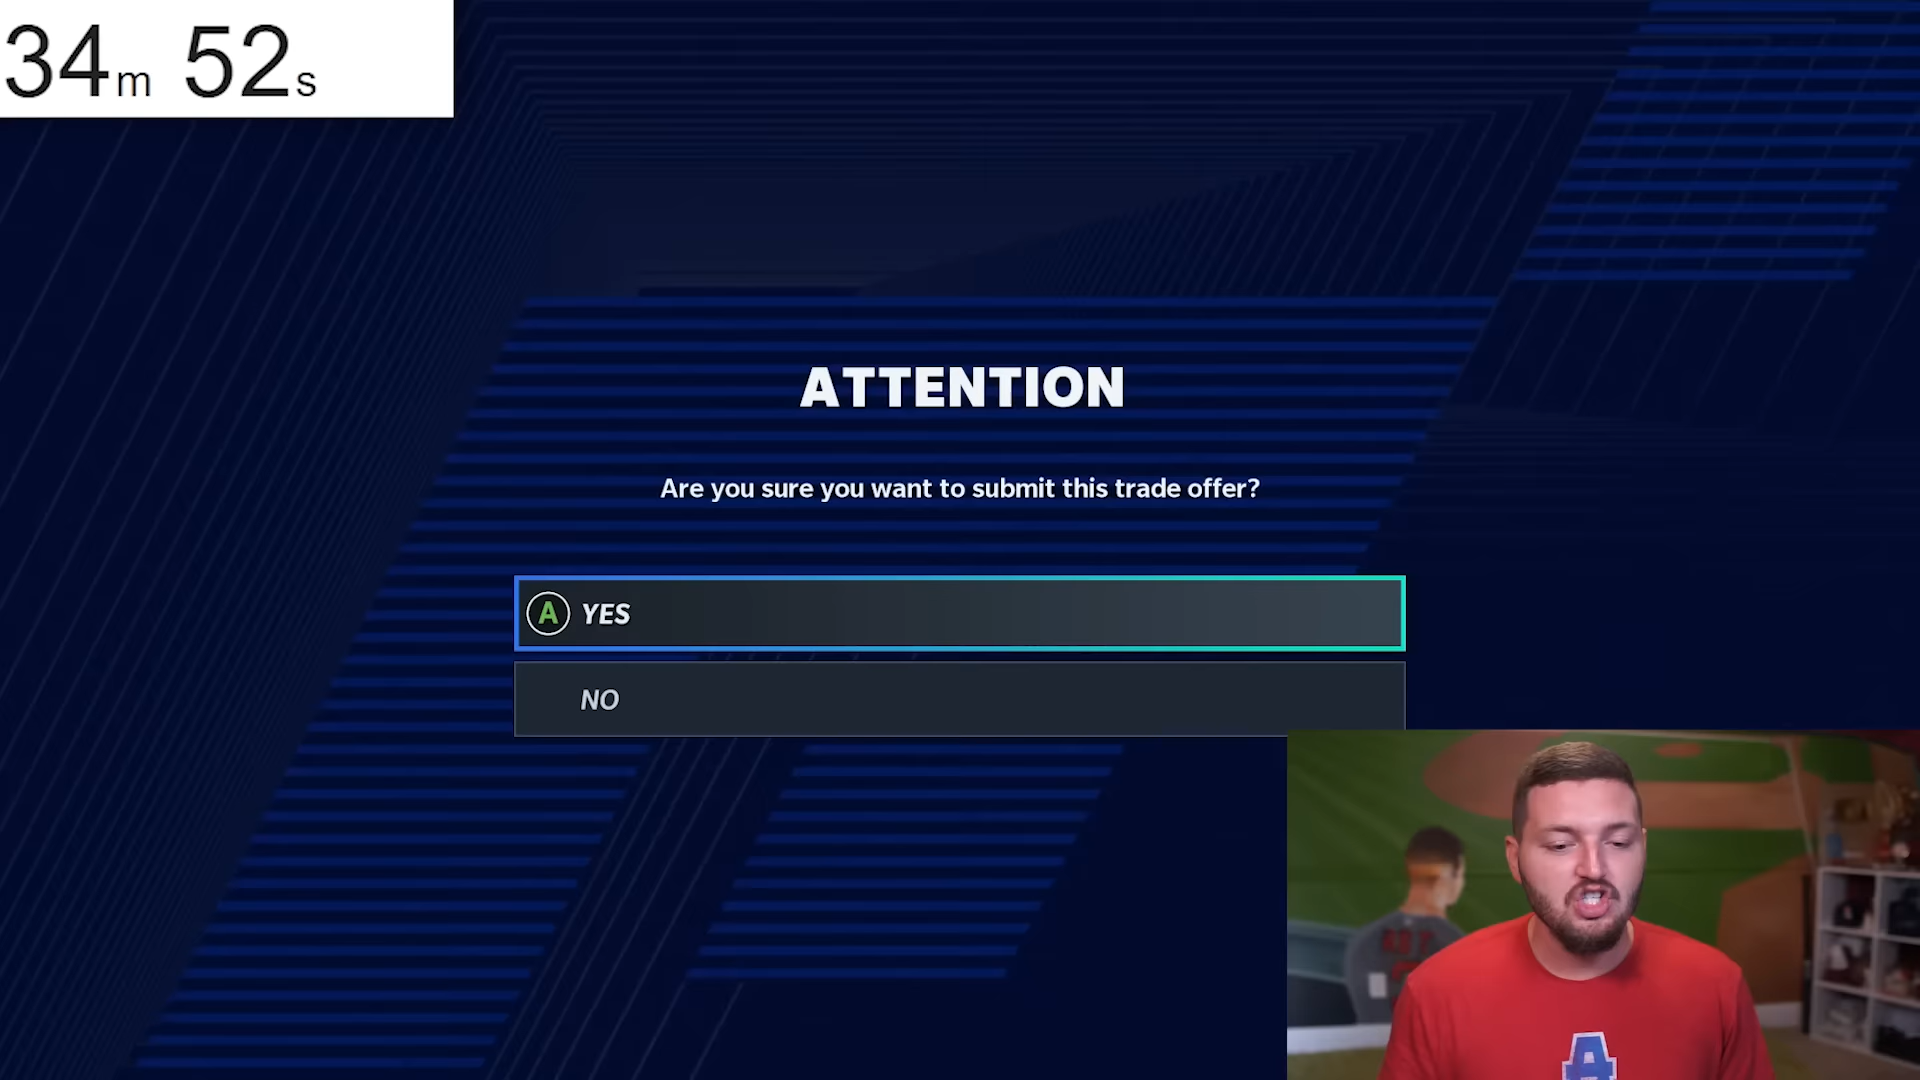 34m 52s
ATTENTION
Are you sure you want to submit this trade offer?
A YES
NO
A